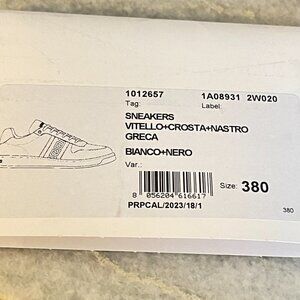 1012657 1A08931 2W020
Tag: Label:
SNEAKERS
VITELLO+CROSTA+NASTRO
GRECA
BIANCO+NERO
Var.:
Size: 380
8 056204 616617
PRPCAL/2023/18/1
380